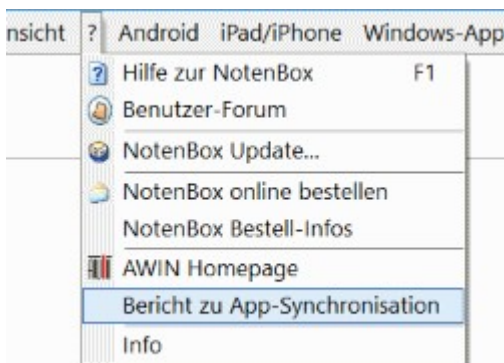 nsicht ? Android iPad/iPhone Windows-App
Hilfe zur NotenBox F1
Benutzer-Forum
NotenBox Update...
NotenBox online bestellen
NotenBox Bestell-Infos
AWIN Homepage
Bericht zu App-Synchronisation
Info